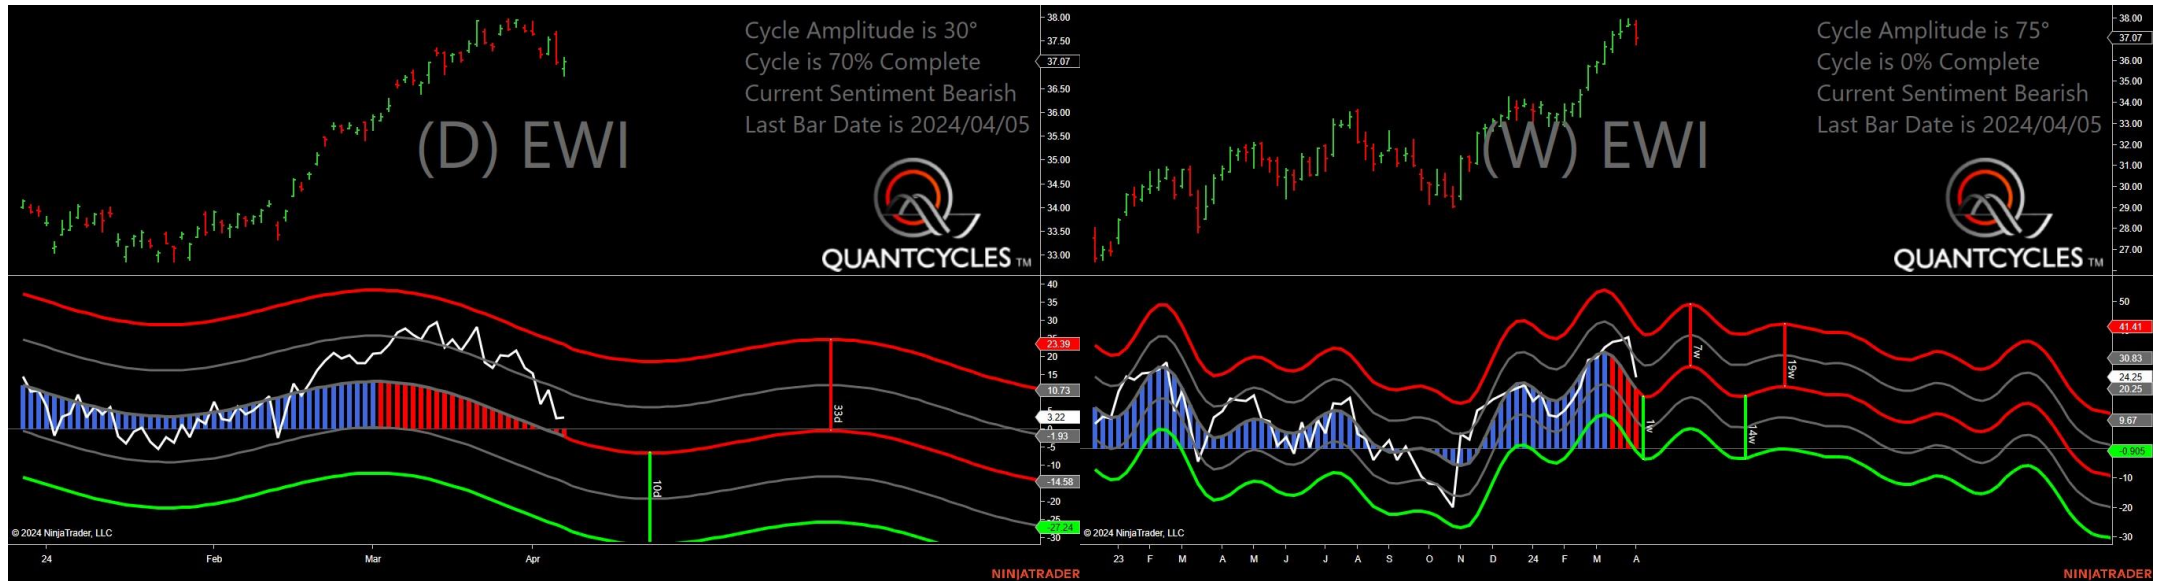 Cycle Amplitude is 30°
Cycle is 70% Complete
Current Sentiment Bearish
Last Bar Date is 2024/04/05
(D) EWI
QUANTCYCLES TM
38.00
37.50
37.07
36.50
36.00
35.50
35.00
34.50
34.00
33.50
33.00
40
35
30
25
23.39
20
15
10.73
5
3.22
0
-1.93
-5
-10
-14.58
-20
-25
-27.24
-30
33d
10d
© 2024 NinjaTrader, LLC
24 Feb Mar Apr
NINJATRADER
Cycle Amplitude is 75°
Cycle is 0% Complete
Current Sentiment Bearish
Last Bar Date is 2024/04/05
(W) EWI
QUANTCYCLES TM
38.00
37.07
36.00
35.00
34.00
33.00
32.00
31.00
30.00
29.00
28.00
27.00
50
41.41
30.83
24.25
20.25
9.67
-0.905
-10
-20
-30
7w
19w
1w
14w
© 2024 NinjaTrader, LLC
23 F M A M J J A S O N D 24 F M A
NINJATRADER